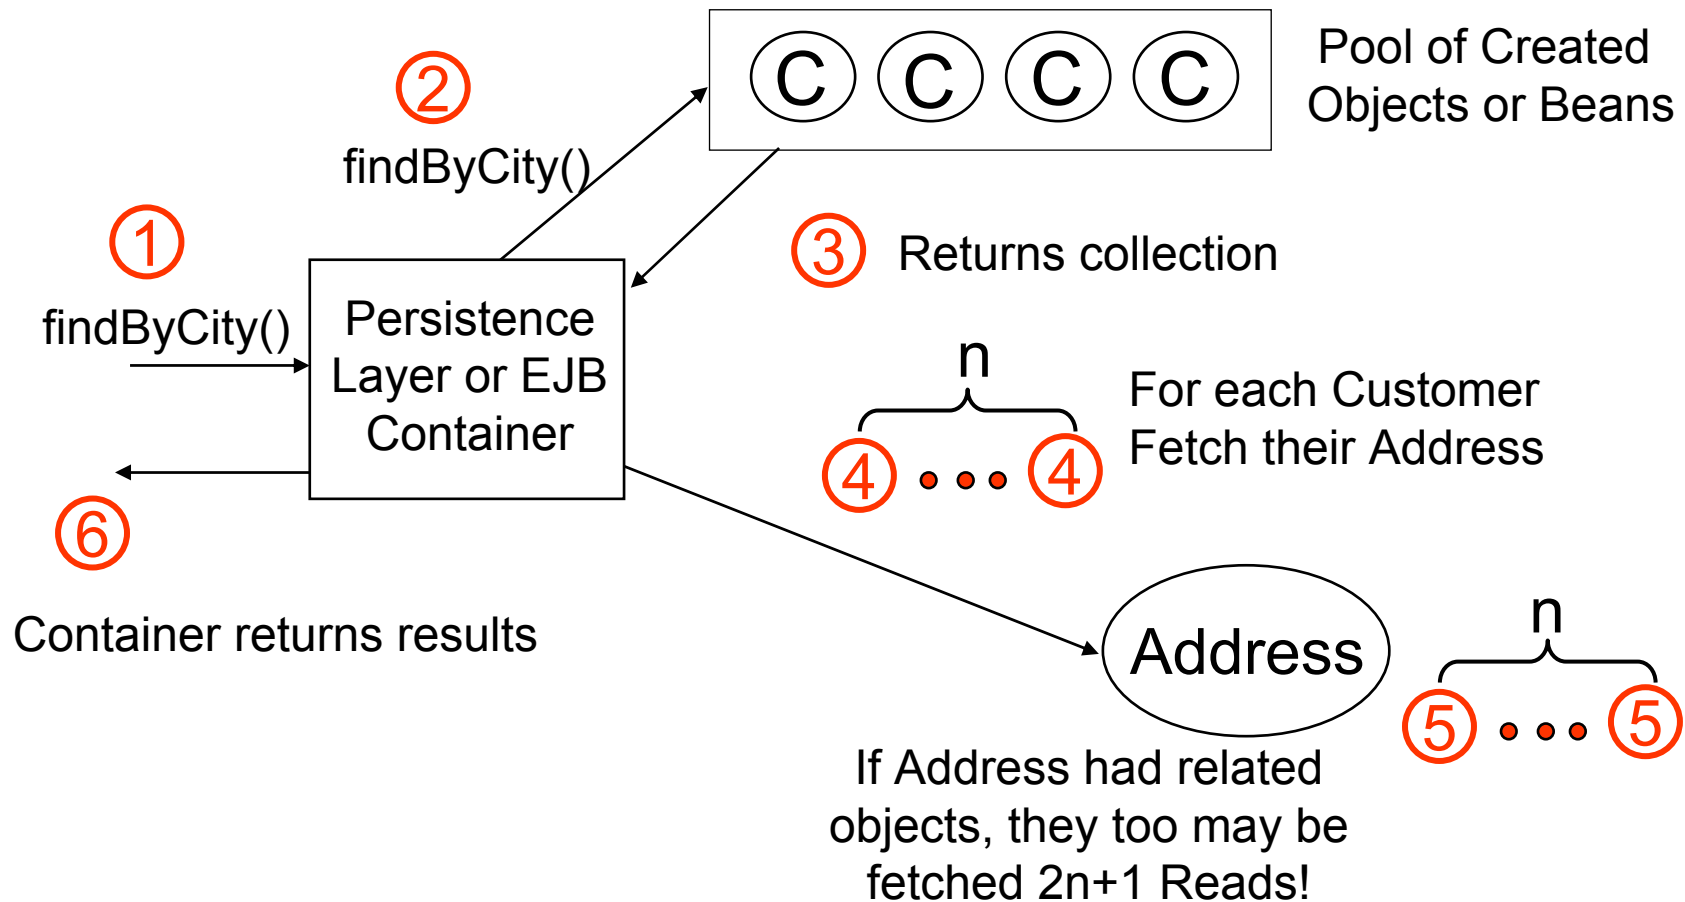 C C C C
Pool of Created
Objects or Beans
2
findByCity()
1
findByCity()
3 Returns collection
Persistence
Layer or EJB
Container
n
4 ... 4
For each Customer
Fetch their Address
6
Container returns results
Address
n
5 ... 5
If Address had related
objects, they too may be
fetched 2n+1 Reads!